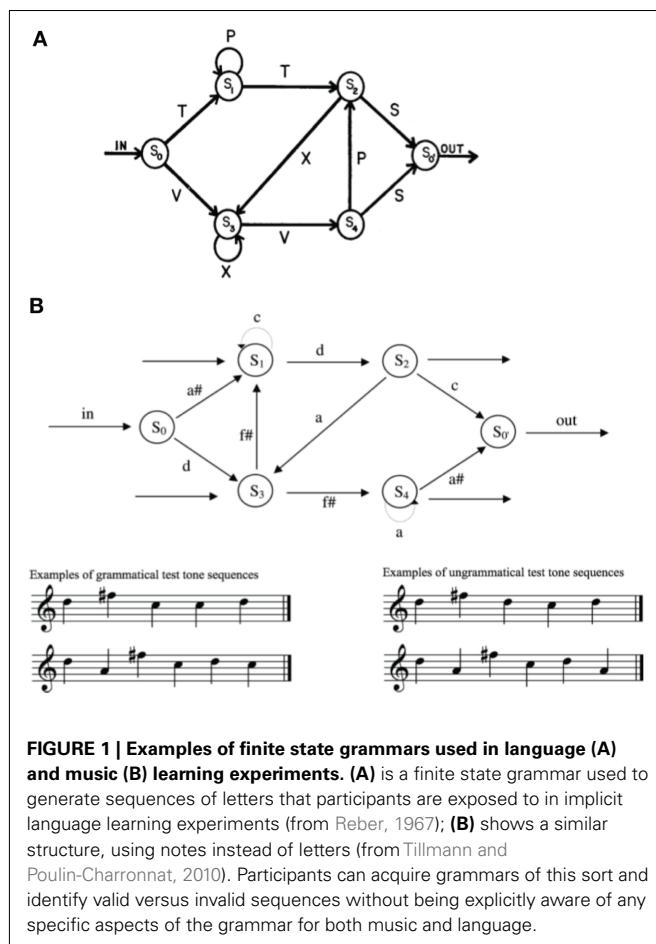 A
P
T
S₁
S₂
T
S
IN
S₀
X
P
S₀'
OUT
V
S
S₃
V
S₄
X
B
c
d
S₁
S₂
a#
c
in
S₀
f#
a
S₀'
out
d
a#
S₃
f#
S₄
a
Examples of grammatical test tone sequences
Examples of ungrammatical test tone sequences
FIGURE 1 | Examples of finite state grammars used in language (A)
and music (B) learning experiments. (A) is a finite state grammar used to
generate sequences of letters that participants are exposed to in implicit
language learning experiments (from Reber, 1967); (B) shows a similar
structure, using notes instead of letters (from Tillmann and
Poulin-Charronnat, 2010). Participants can acquire grammars of this sort and
identify valid versus invalid sequences without being explicitly aware of any
specific aspects of the grammar for both music and language.